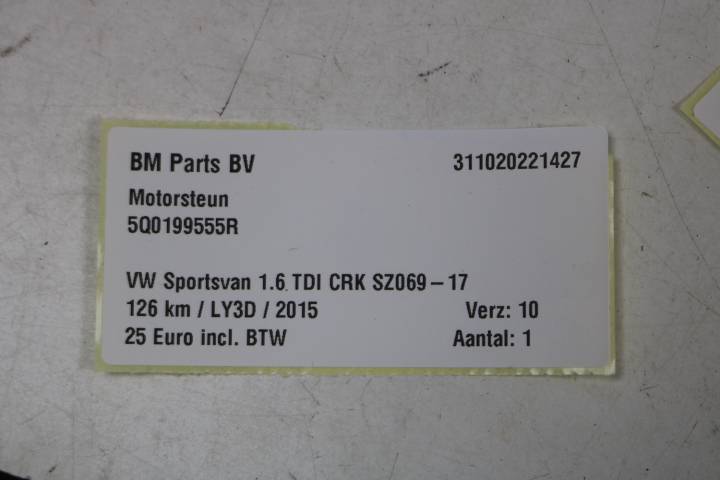 BM Parts BV 311020221427
Motorsteun
5Q0199555R
VW Sportsvan 1.6 TDI CRK SZ069-17
126 km / LY3D / 2015 Verz: 10
25 Euro incl. BTW Aantal: 1